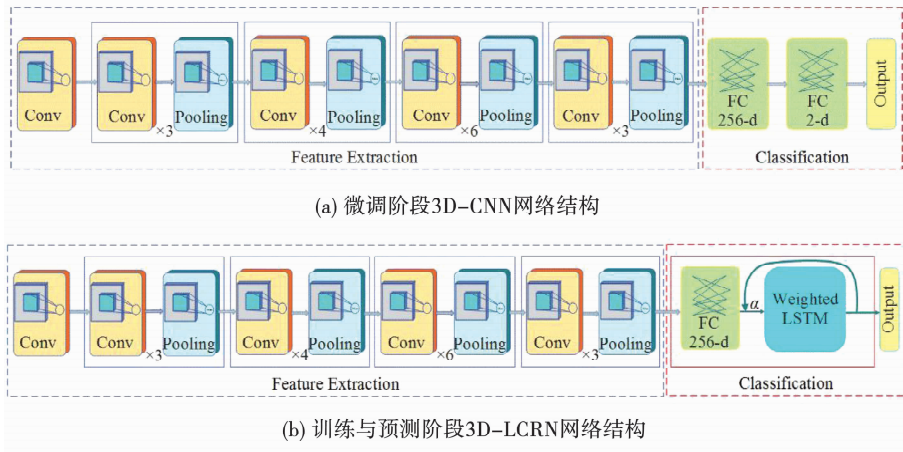 Conv
Conv
×3
Pooling
Conv
×4
Pooling
Conv
×6
Pooling
Conv
×3
Pooling
FC
256-d
FC
2-d
Output
Feature Extraction
Classification
(a) 微调阶段3D-CNN网络结构
Conv
Conv
×3
Pooling
Conv
×4
Pooling
Conv
×6
Pooling
Conv
×3
Pooling
FC
256-d
α
Weighted
LSTM
Output
Feature Extraction
Classification
(b) 训练与预测阶段3D-LCRN网络结构